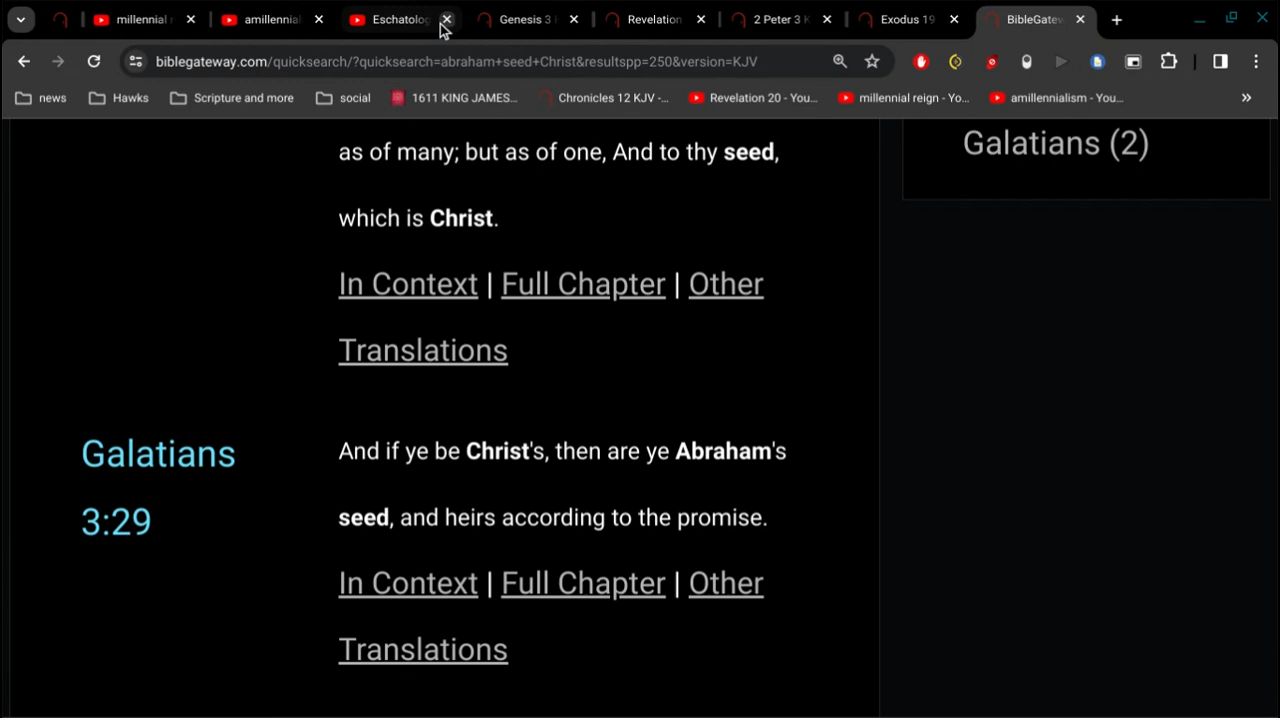 millennial r
amillennial
Eschatolog
Genesis 3
Revelation
2 Peter 3 K
Exodus 19
BibleGatew
biblegateway.com/quicksearch/?quicksearch=abraham+seed+Christ&resultspp=250&version=KJV
news
Hawks
Scripture and more
social
1611 KING JAMES...
Chronicles 12 KJV -...
Revelation 20 - You...
millennial reign - Yo...
amillennialism - You...
Galatians (2)
as of many; but as of one, And to thy seed,
which is Christ.
In Context | Full Chapter | Other
Translations
Galatians
3:29
And if ye be Christ's, then are ye Abraham's
seed, and heirs according to the promise.
In Context | Full Chapter | Other
Translations